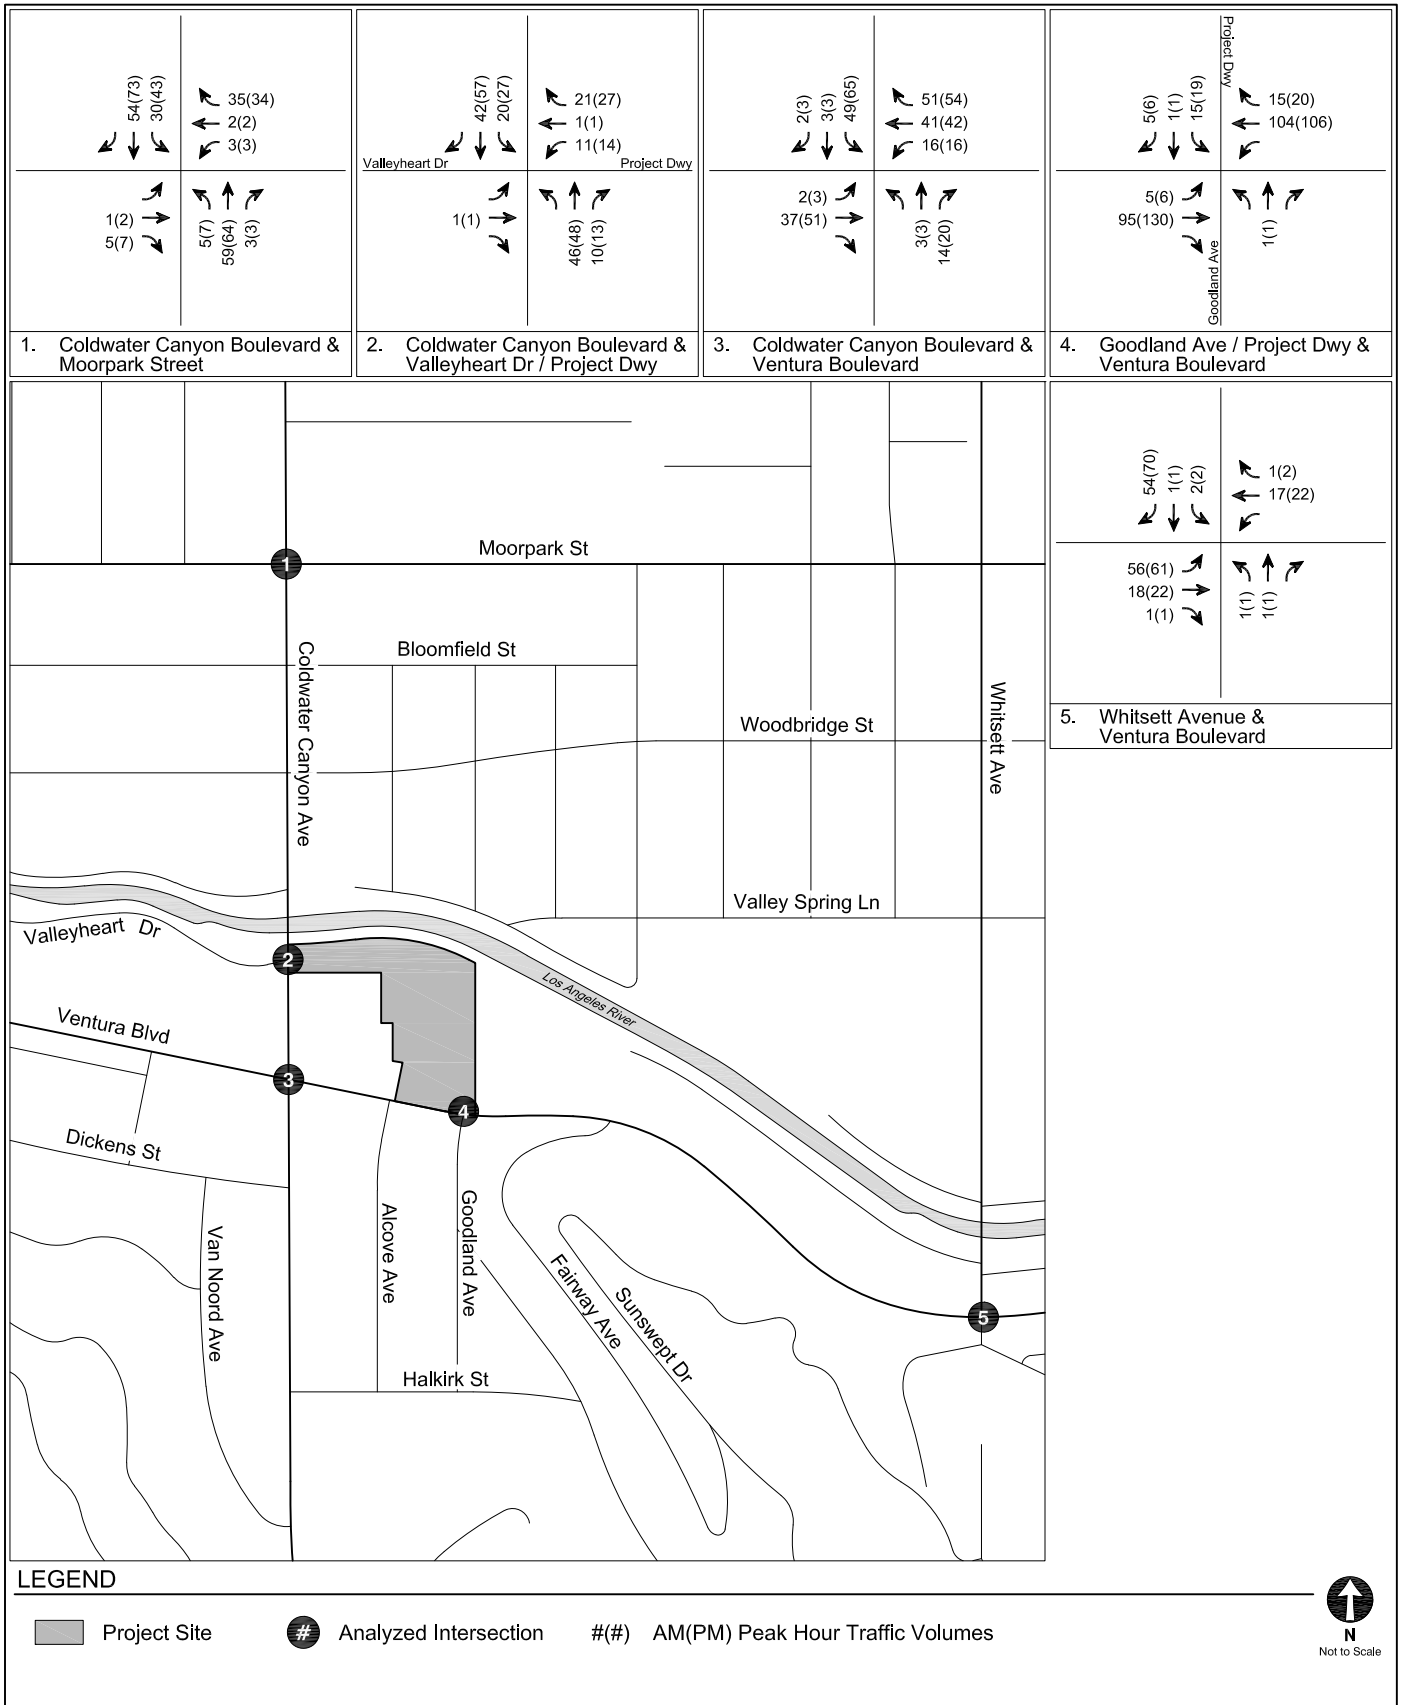 54(73)
30(43)
35(34)
2(2)
3(3)
1(2)
5(7)
5(7)
59(64)
3(3)
1. Coldwater Canyon Boulevard &
Moorpark Street
42(57)
20(27)
21(27)
1(1)
11(14)
Valleyheart Dr
Project Dwy
1(1)
46(48)
10(13)
2. Coldwater Canyon Boulevard &
Valleyheart Dr / Project Dwy
2(3)
3(3)
49(65)
51(54)
41(42)
16(16)
2(3)
37(51)
3(3)
14(20)
3. Coldwater Canyon Boulevard &
Ventura Boulevard
Project Dwy
5(6)
1(1)
15(19)
15(20)
104(106)
5(6)
95(130)
1(1)
Goodland Ave
4. Goodland Ave / Project Dwy &
Ventura Boulevard
54(70)
1(1)
2(2)
1(2)
17(22)
56(61)
18(22)
1(1)
1(1)
1(1)
5. Whitsett Avenue &
Ventura Boulevard
Moorpark St
1
Bloomfield St
Coldwater Canyon Ave
Woodbridge St
Whitsett Ave
Valley Spring Ln
Valleyheart Dr
2
Los Angeles River
Ventura Blvd
3
4
Dickens St
Van Noord Ave
Alcove Ave
Goodland Ave
Fairway Ave
Sunswept Dr
5
Halkirk St
LEGEND
Project Site
# Analyzed Intersection
#(#) AM(PM) Peak Hour Traffic Volumes
N
Not to Scale